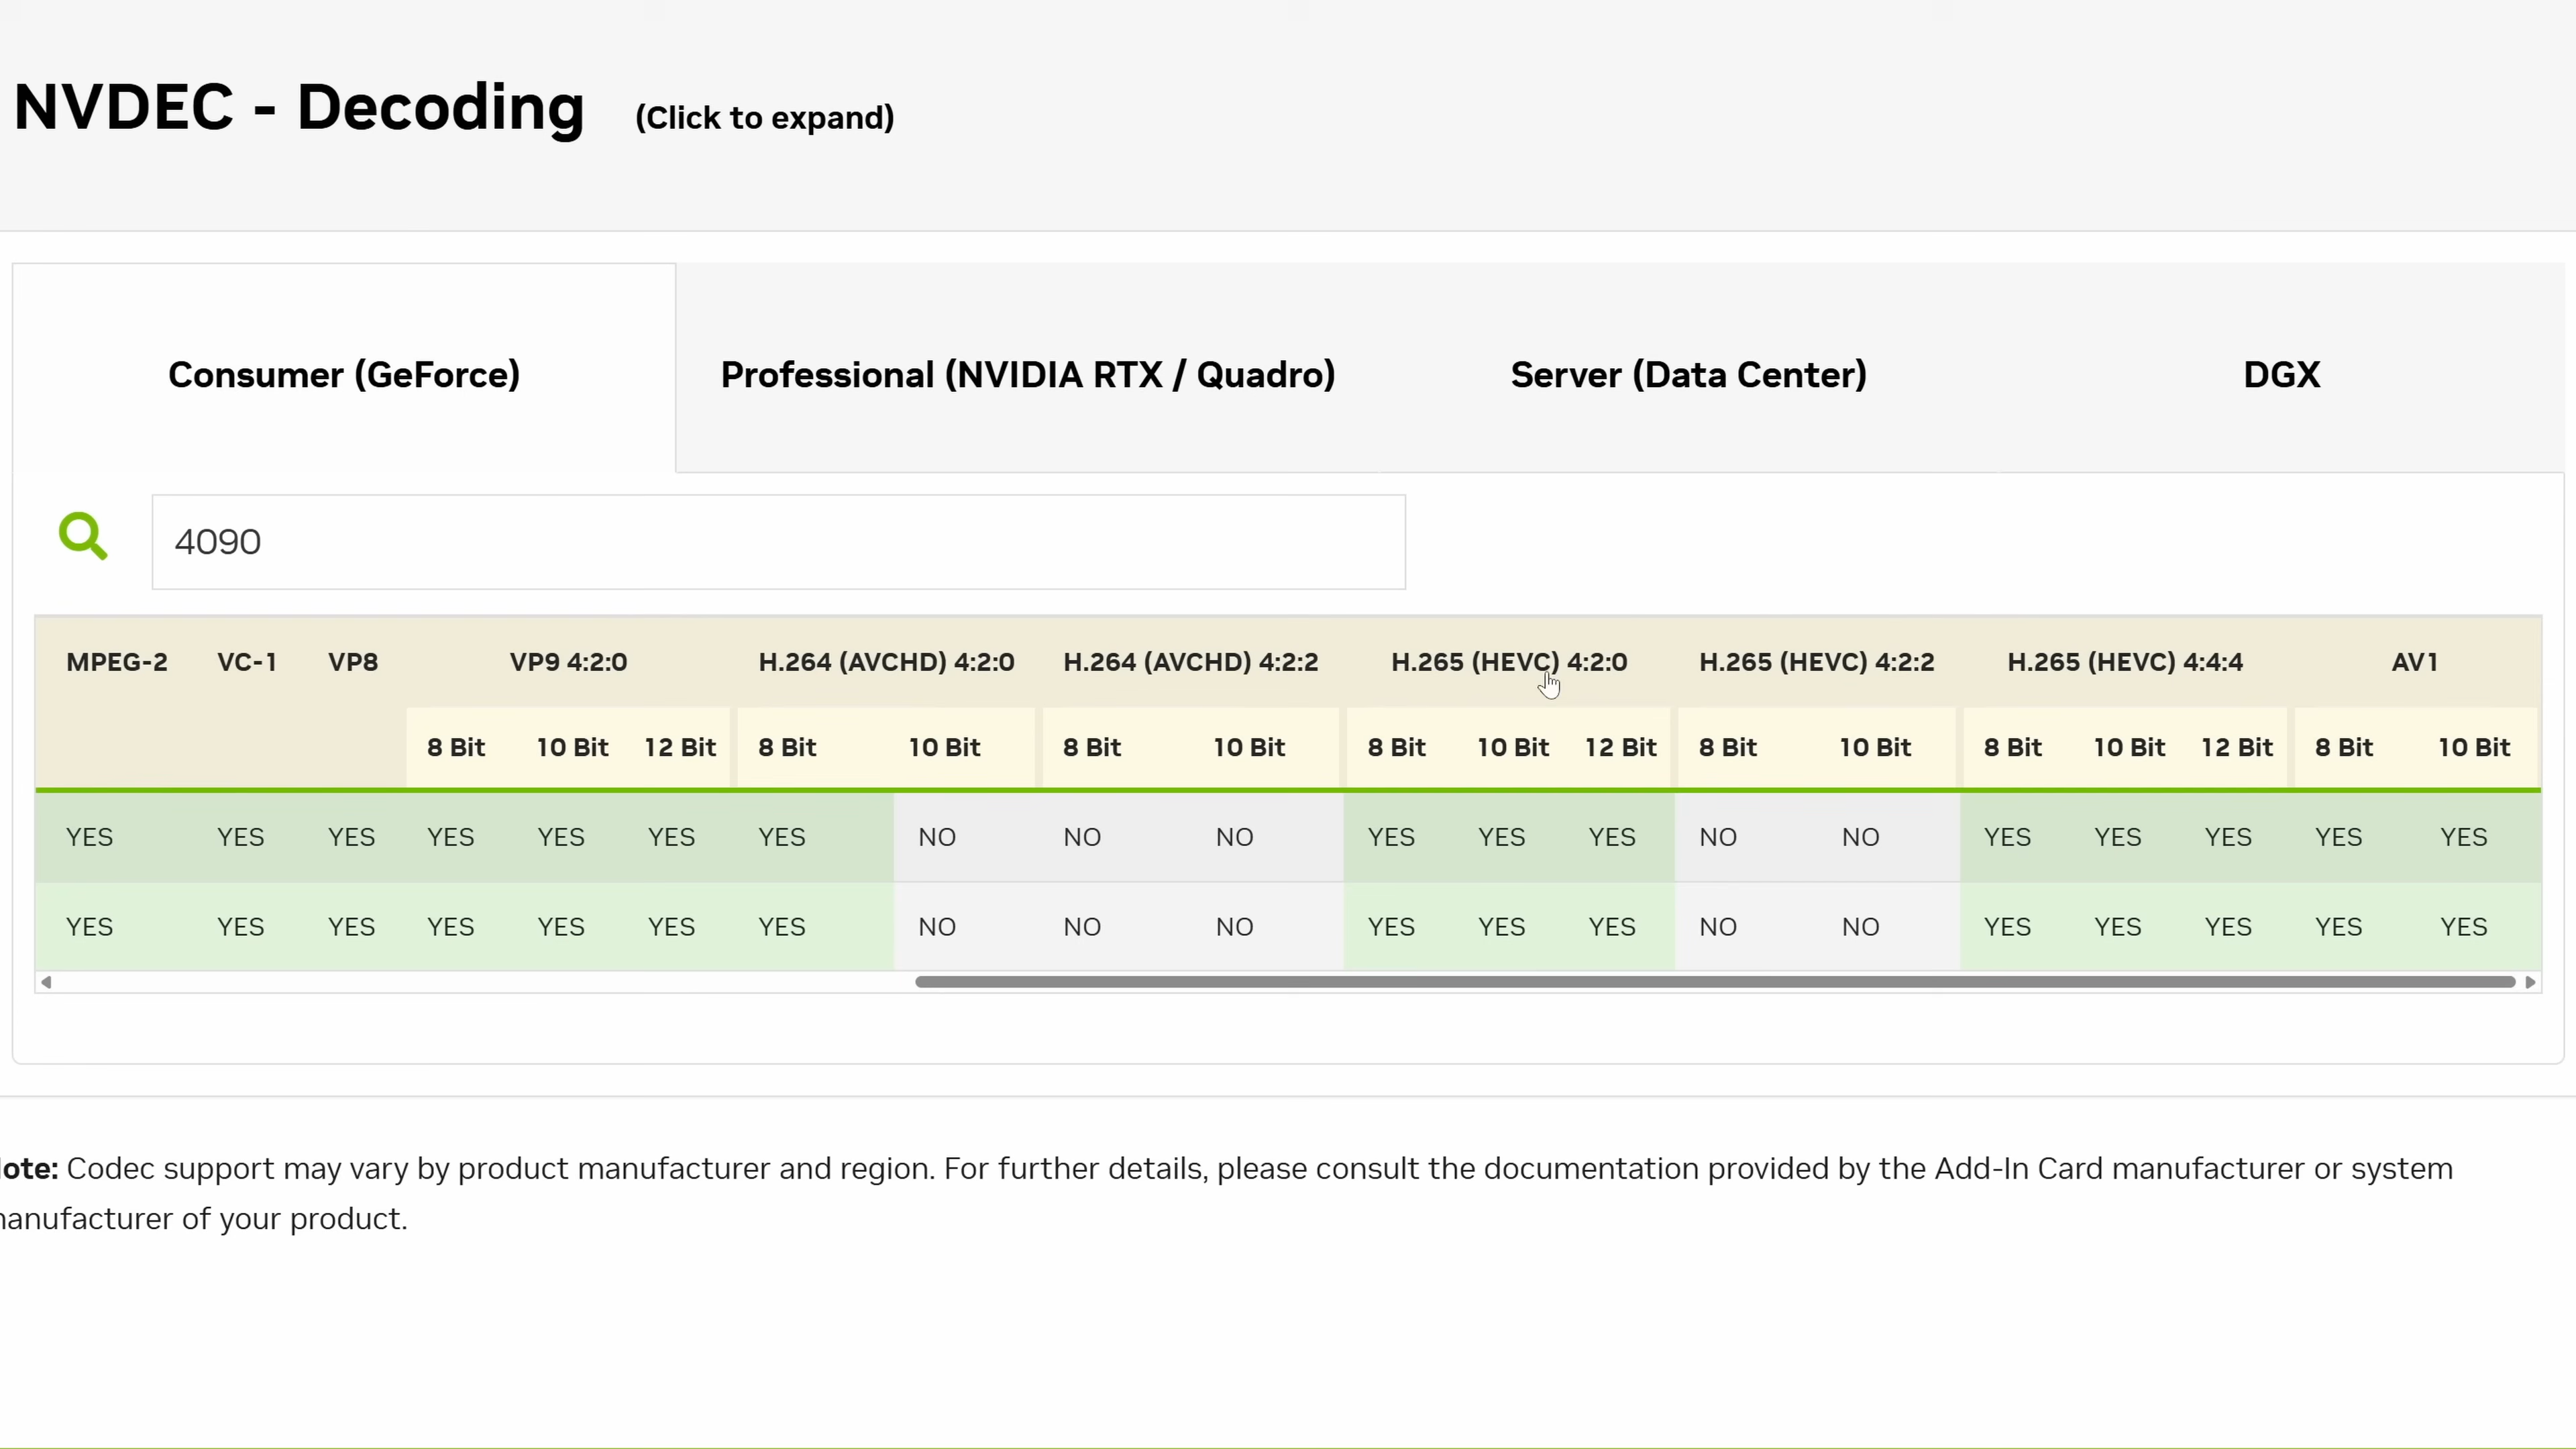 NVDEC - Decoding (Click to expand)
Consumer (GeForce) Professional (NVIDIA RTX / Quadro) Server (Data Center) DGX
4090
MPEG-2 VC-1 VP8 VP9 4:2:0 H.264 (AVCHD) 4:2:0 H.264 (AVCHD) 4:2:2 H.265 (HEVC) 4:2:0 H.265 (HEVC) 4:2:2 H.265 (HEVC) 4:4:4 AV1
8 Bit 10 Bit 12 Bit 8 Bit 10 Bit 8 Bit 10 Bit 8 Bit 10 Bit 12 Bit 8 Bit 10 Bit 8 Bit 10 Bit 12 Bit 8 Bit 10 Bit
YES YES YES YES YES YES YES NO NO NO YES YES YES NO NO YES YES YES YES YES
YES YES YES YES YES YES YES NO NO NO YES YES YES NO NO YES YES YES YES YES
ote: Codec support may vary by product manufacturer and region. For further details, please consult the documentation provided by the Add-In Card manufacturer or system
anufacturer of your product.